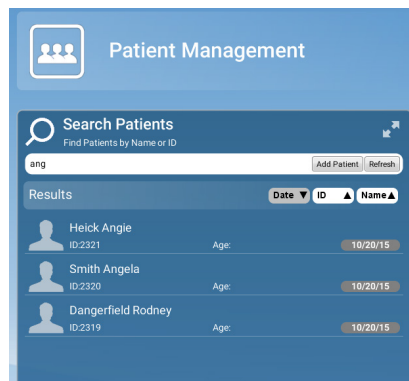 Patient Management
Search Patients
Find Patients by Name or ID
ang
Add Patient Refresh
Results Date ▼ ID ▲ Name▲
Heick Angie
ID:2321 Age: 10/20/15
Smith Angela
ID:2320 Age: 10/20/15
Dangerfield Rodney
ID:2319 Age: 10/20/15